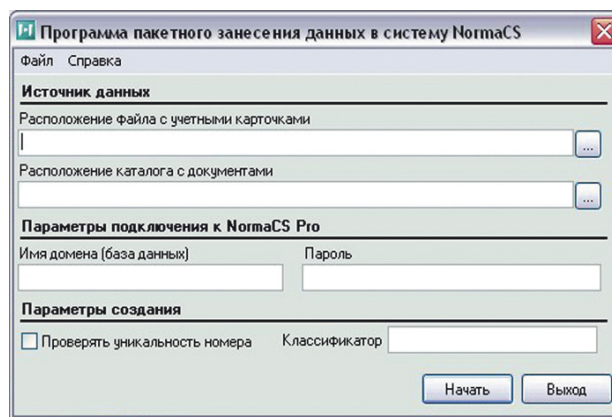 Программа пакетного занесения данных в систему NormaCS
Файл Справка
Источник данных
Расположение файла с учетными карточками
...
Расположение каталога с документами
...
Параметры подключения к NormaCS Pro
Имя домена (база данных) Пароль
Параметры создания
Проверять уникальность номера Классификатор
Начать Выход